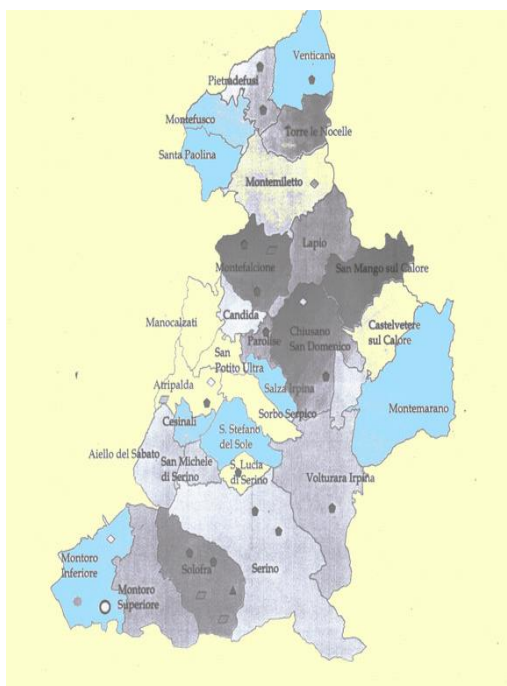 Venticano
Pietradefusi
Montefusco
Torre le Nocelle
Santa Paolina
Montemiletto
Lapio
Montefalcione
San Mango sul Calore
Candida
Manocalzati
Chiusano
San Domenico
Parolise
Castelvetere
sul Calore
San
Potito Ultra
Salza Irpina
Atripalda
Sorbo Serpico
Montemarano
Cesinali
S. Stefano
del Sole
Aiello del Sabato
San Michele
di Serino
S. Lucia
di Serino
Volturara Irpina
Montoro
Inferiore
Solofra
Serino
Montoro
Superiore